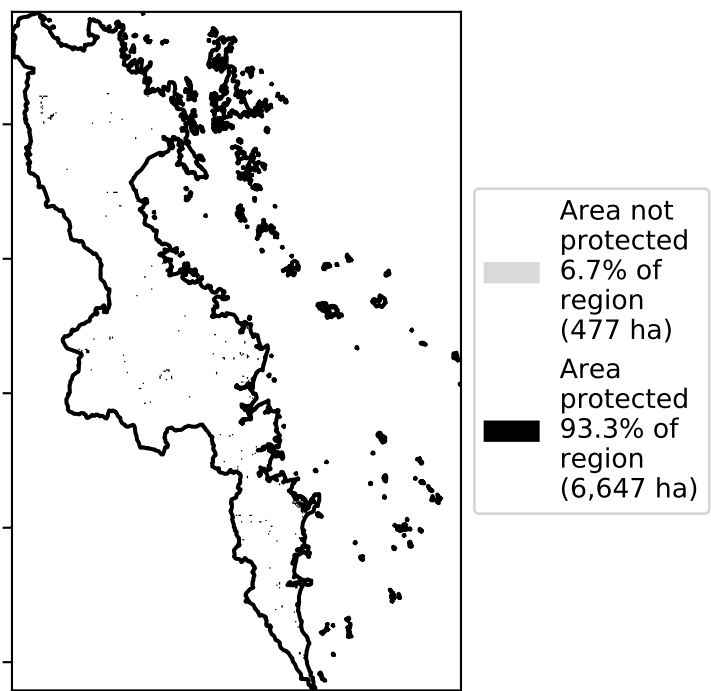 Area not
protected
6.7% of
region
(477 ha)
Area
protected
93.3% of
region
(6,647 ha)